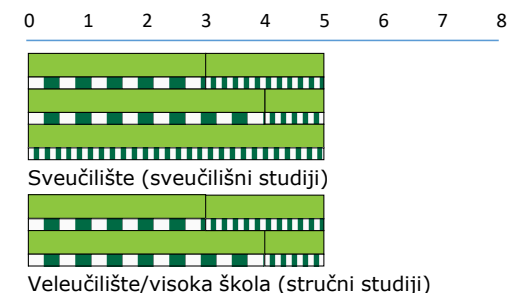 0 1 2 3 4 5 6 7 8
Sveučilište (sveučilišni studiji)
Veleučilište/visoka škola (stručni studiji)